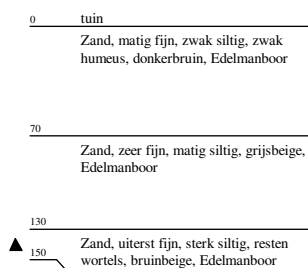 0 tuin
Zand, matig fijn, zwak siltig, zwak
humeus, donkerbruin, Edelmanboor
70
Zand, zeer fijn, matig siltig, grijsbeige,
Edelmanboor
130
Zand, uiterst fijn, sterk siltig, resten
150 wortels, bruinbeige, Edelmanboor